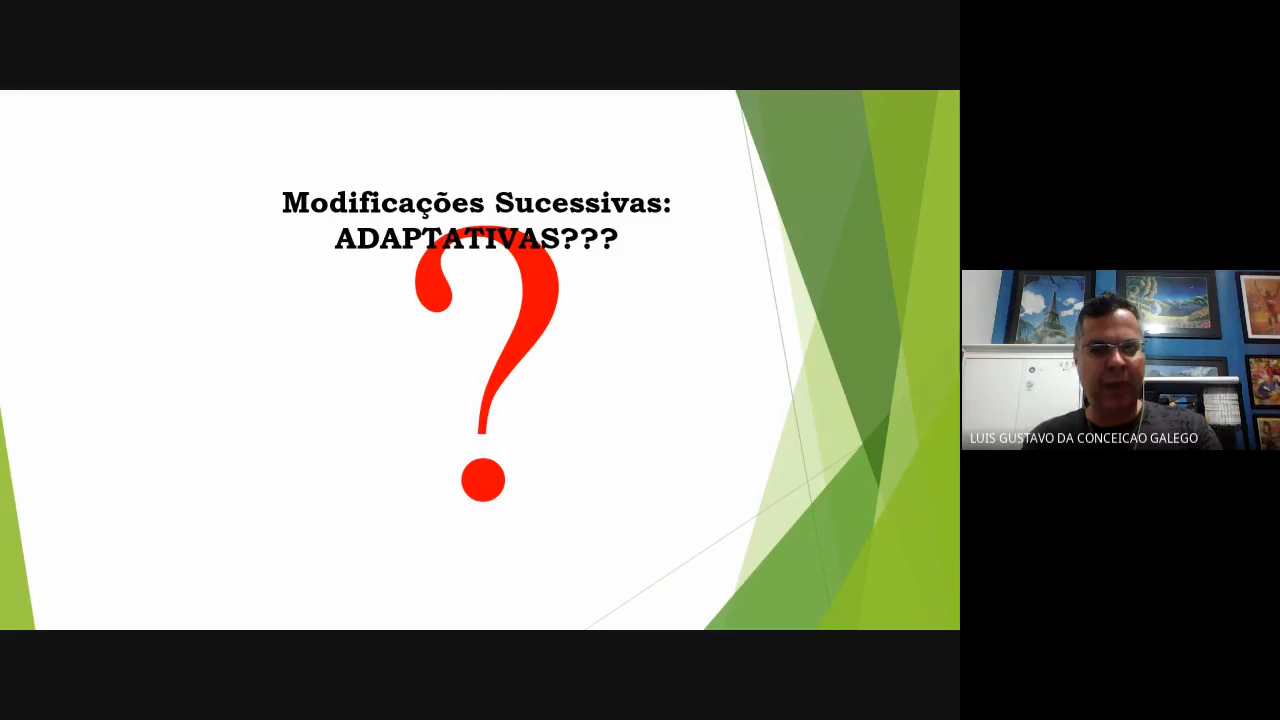 Modificações Sucessivas:
ADAPTATIVAS???
?
LUIS GUSTAVO DA CONCEICAO GALEGO